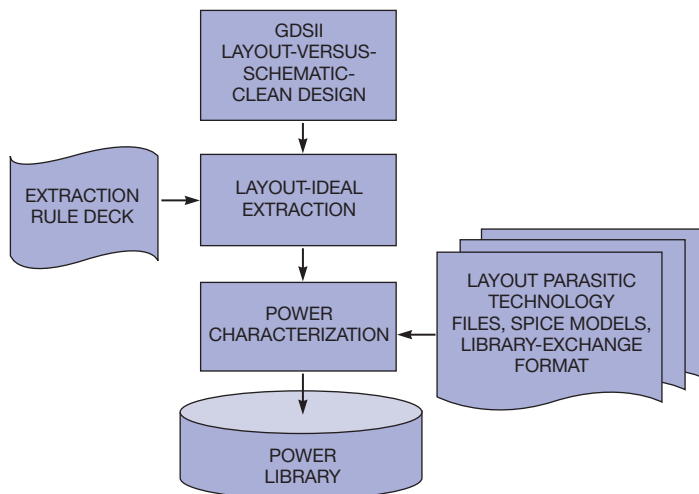 GDSII
LAYOUT-VERSUS-
SCHEMATIC-
CLEAN DESIGN
EXTRACTION
RULE DECK
LAYOUT-IDEAL
EXTRACTION
POWER
CHARACTERIZATION
LAYOUT PARASITIC
TECHNOLOGY
FILES, SPICE MODELS,
LIBRARY-EXCHANGE
FORMAT
POWER
LIBRARY